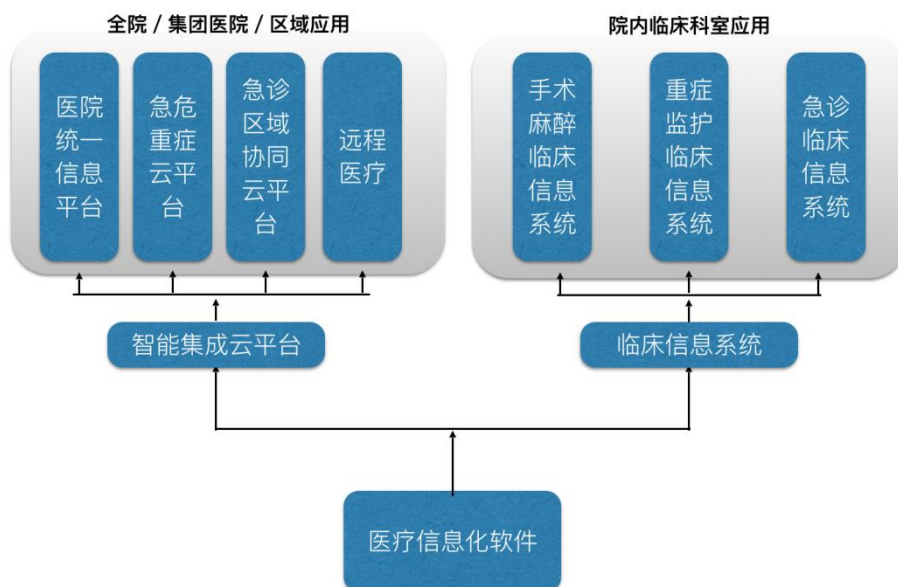 全院 / 集团医院 / 区域应用
医院
统一
信息
平台
急危
重症
云平
台
急诊
区域
协同
云平
台
远程
医疗
智能集成云平台
院内临床科室应用
手术
麻醉
临床
信息
系统
重症
监护
临床
信息
系统
急诊
临床
信息
系统
临床信息系统
医疗信息化软件